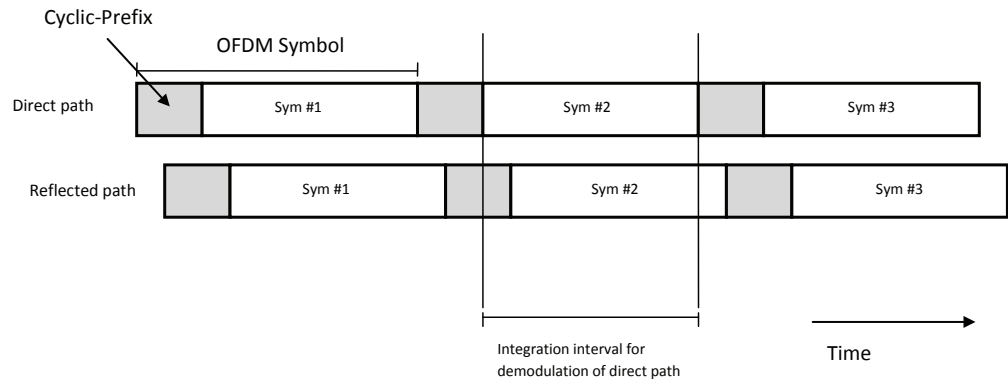 Cyclic-Prefix
OFDM Symbol
Direct path
Sym #1
Sym #2
Sym #3
Reflected path
Sym #1
Sym #2
Sym #3
Integration interval for
demodulation of direct path
Time